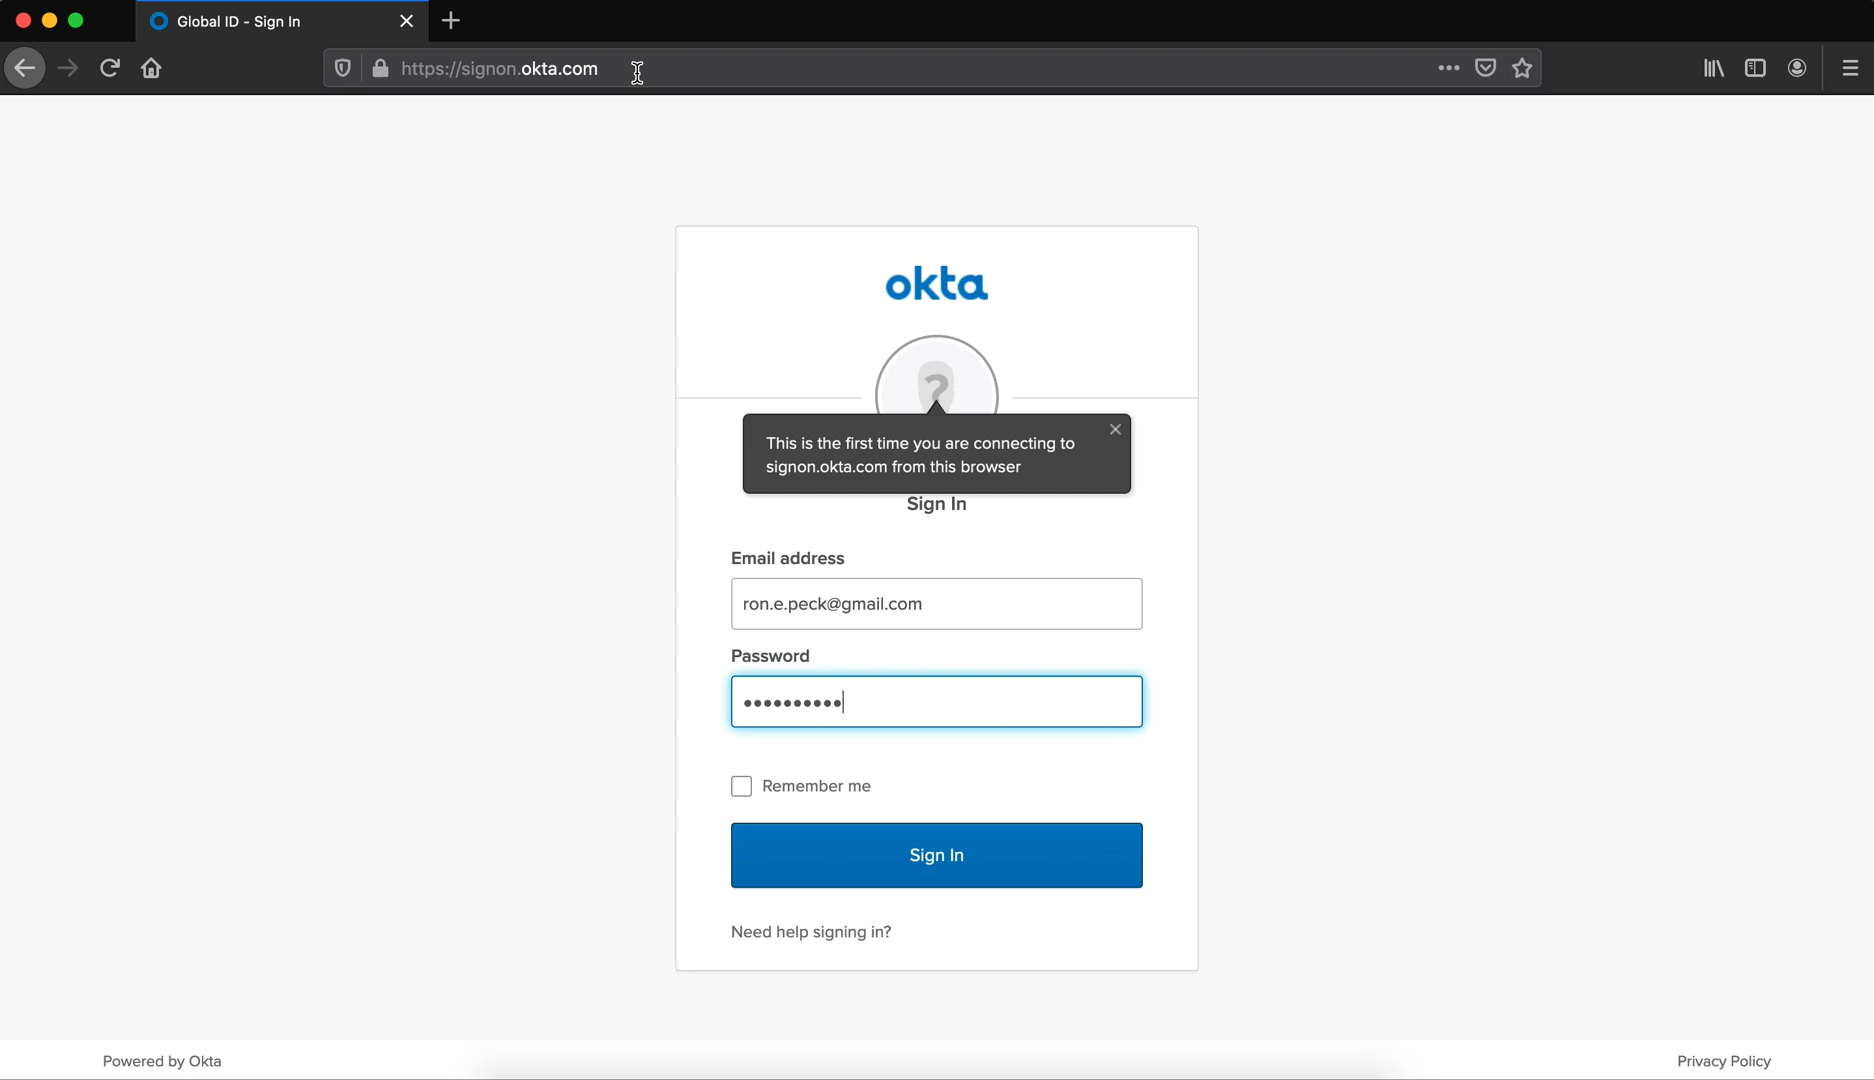 Global ID - Sign In
https://signon.okta.com
okta
?
This is the first time you are connecting to
signon.okta.com from this browser
Sign In
Email address
ron.e.peck@gmail.com
Password
••••••••••
Remember me
Sign In
Need help signing in?
Powered by Okta
Privacy Policy